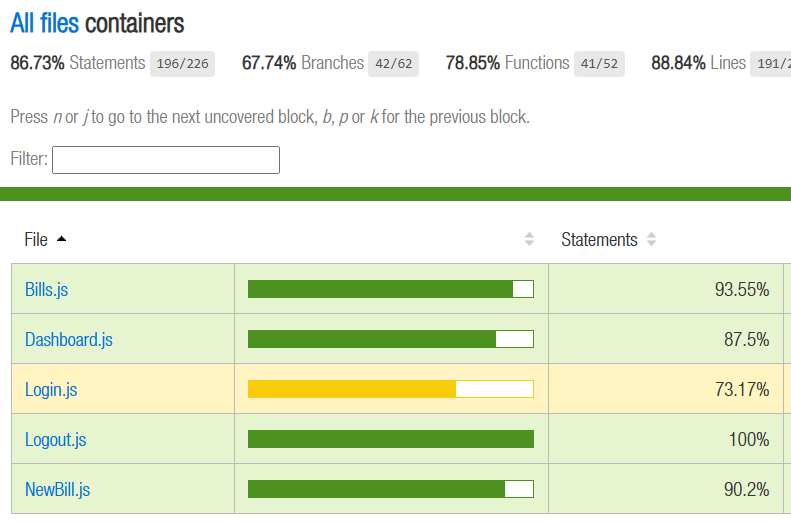 All files containers
86.73% Statements 196/226 67.74% Branches 42/62 78.85% Functions 41/52 88.84% Lines 191/2
Press n or j to go to the next uncovered block, b, p or k for the previous block.
Filter:
File Statements
Bills.js 93.55%
Dashboard.js 87.5%
Login.js 73.17%
Logout.js 100%
NewBill.js 90.2%